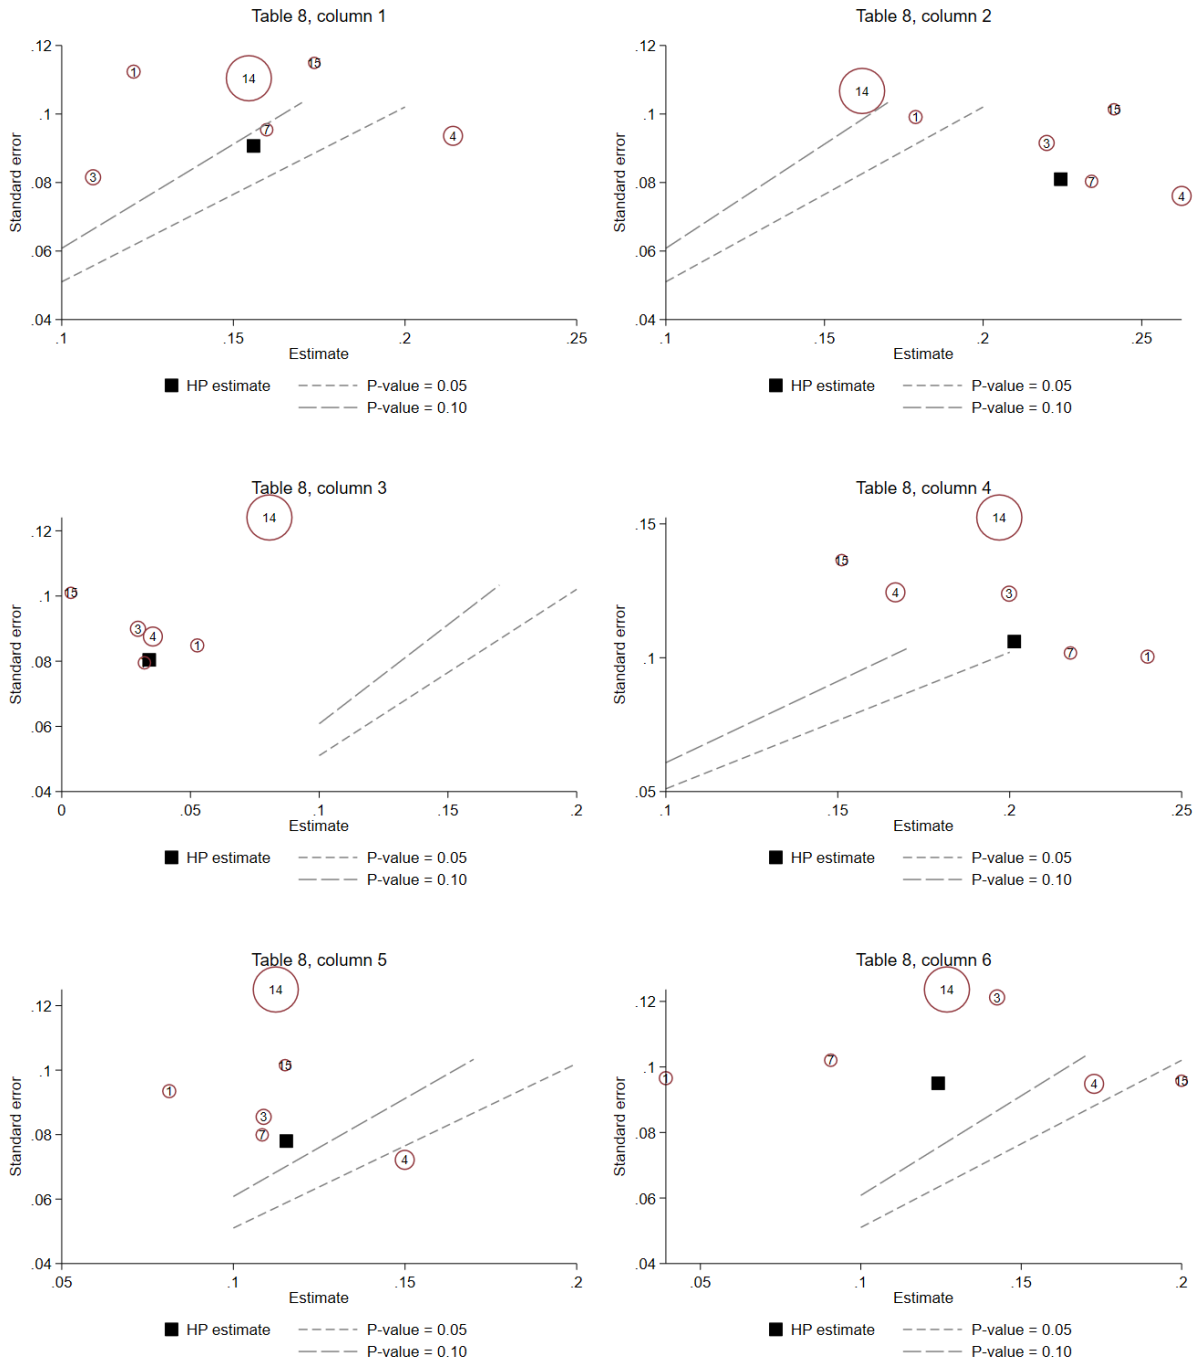 Table 8, column 1
.12
.1
.08
.06
.04
Standard error
1
14
15
7
4
3
.1 .15 .2 .25
Estimate
HP estimate P-value = 0.05
P-value = 0.10
Table 8, column 2
.12
.1
.08
.06
.04
Standard error
14
1
15
3
7
4
.1 .15 .2 .25
Estimate
HP estimate P-value = 0.05
P-value = 0.10
Table 8, column 3
.12
.1
.08
.06
.04
Standard error
14
15
3
4
1
0 .05 .1 .15 .2
Estimate
HP estimate P-value = 0.05
P-value = 0.10
Table 8, column 4
.15
.1
.05
Standard error
14
15
4
3
7
1
.1 .15 .2 .25
Estimate
HP estimate P-value = 0.05
P-value = 0.10
Table 8, column 5
.12
.1
.08
.06
.04
Standard error
14
15
1
3
7
4
.05 .1 .15 .2
Estimate
HP estimate P-value = 0.05
P-value = 0.10
Table 8, column 6
.12
.1
.08
.06
.04
Standard error
14
3
7
1
4
15
.05 .1 .15 .2
Estimate
HP estimate P-value = 0.05
P-value = 0.10